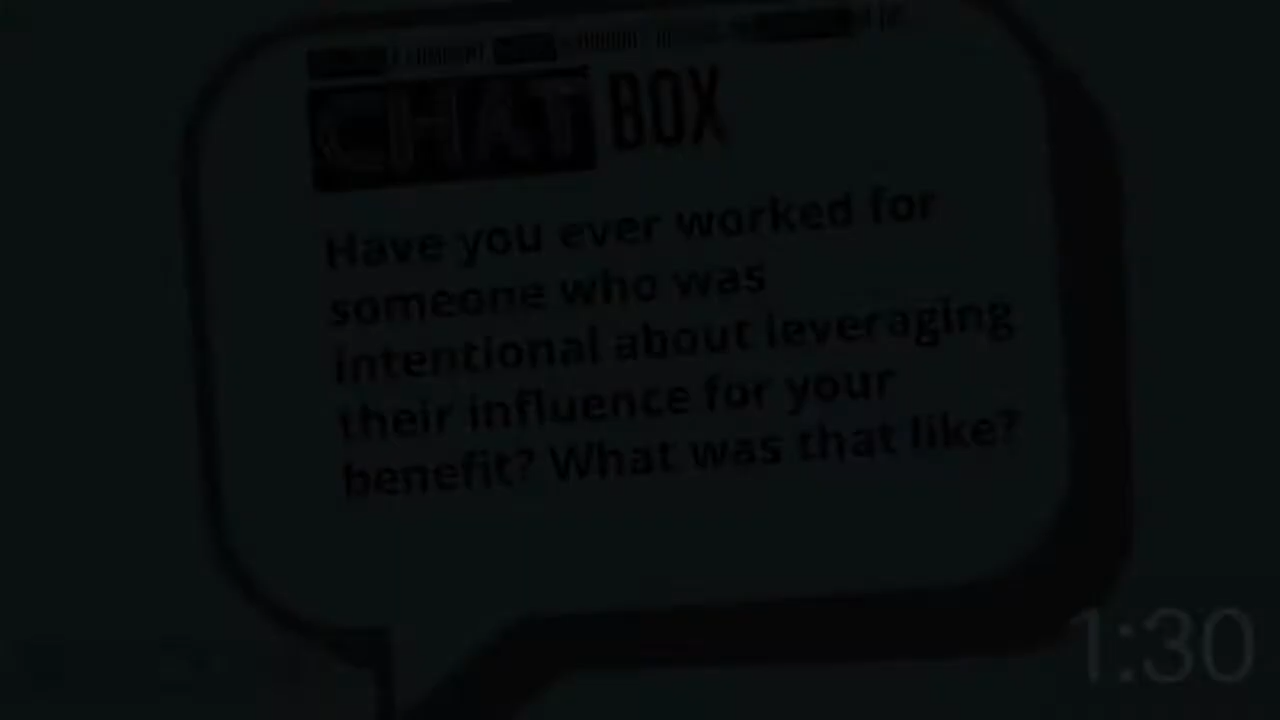 CHAT BOX
Have you ever worked for
someone who was
intentional about leveraging
their influence for your
benefit? What was that like?
1:30